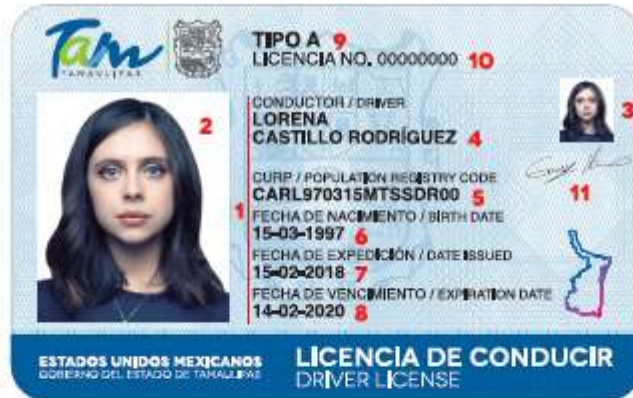 Tam
TAMAULIPAS
TIPO A 9
LICENCIA NO. 00000000 10
2
3
CONDUCTOR / DRIVER
LORENA
CASTILLO RODRÍGUEZ 4
11
CURP / POPULATION REGISTRY CODE
CARL970315MTSSDR00 5
1
FECHA DE NACIMIENTO / BIRTH DATE
15-03-1997 6
FECHA DE EXPEDICIÓN / DATE ISSUED
15-02-2018 7
FECHA DE VENCIMIENTO / EXPIRATION DATE
14-02-2020 8
ESTADOS UNIDOS MEXICANOS
GOBIERNO DEL ESTADO DE TAMAULIPAS
LICENCIA DE CONDUCIR
DRIVER LICENSE